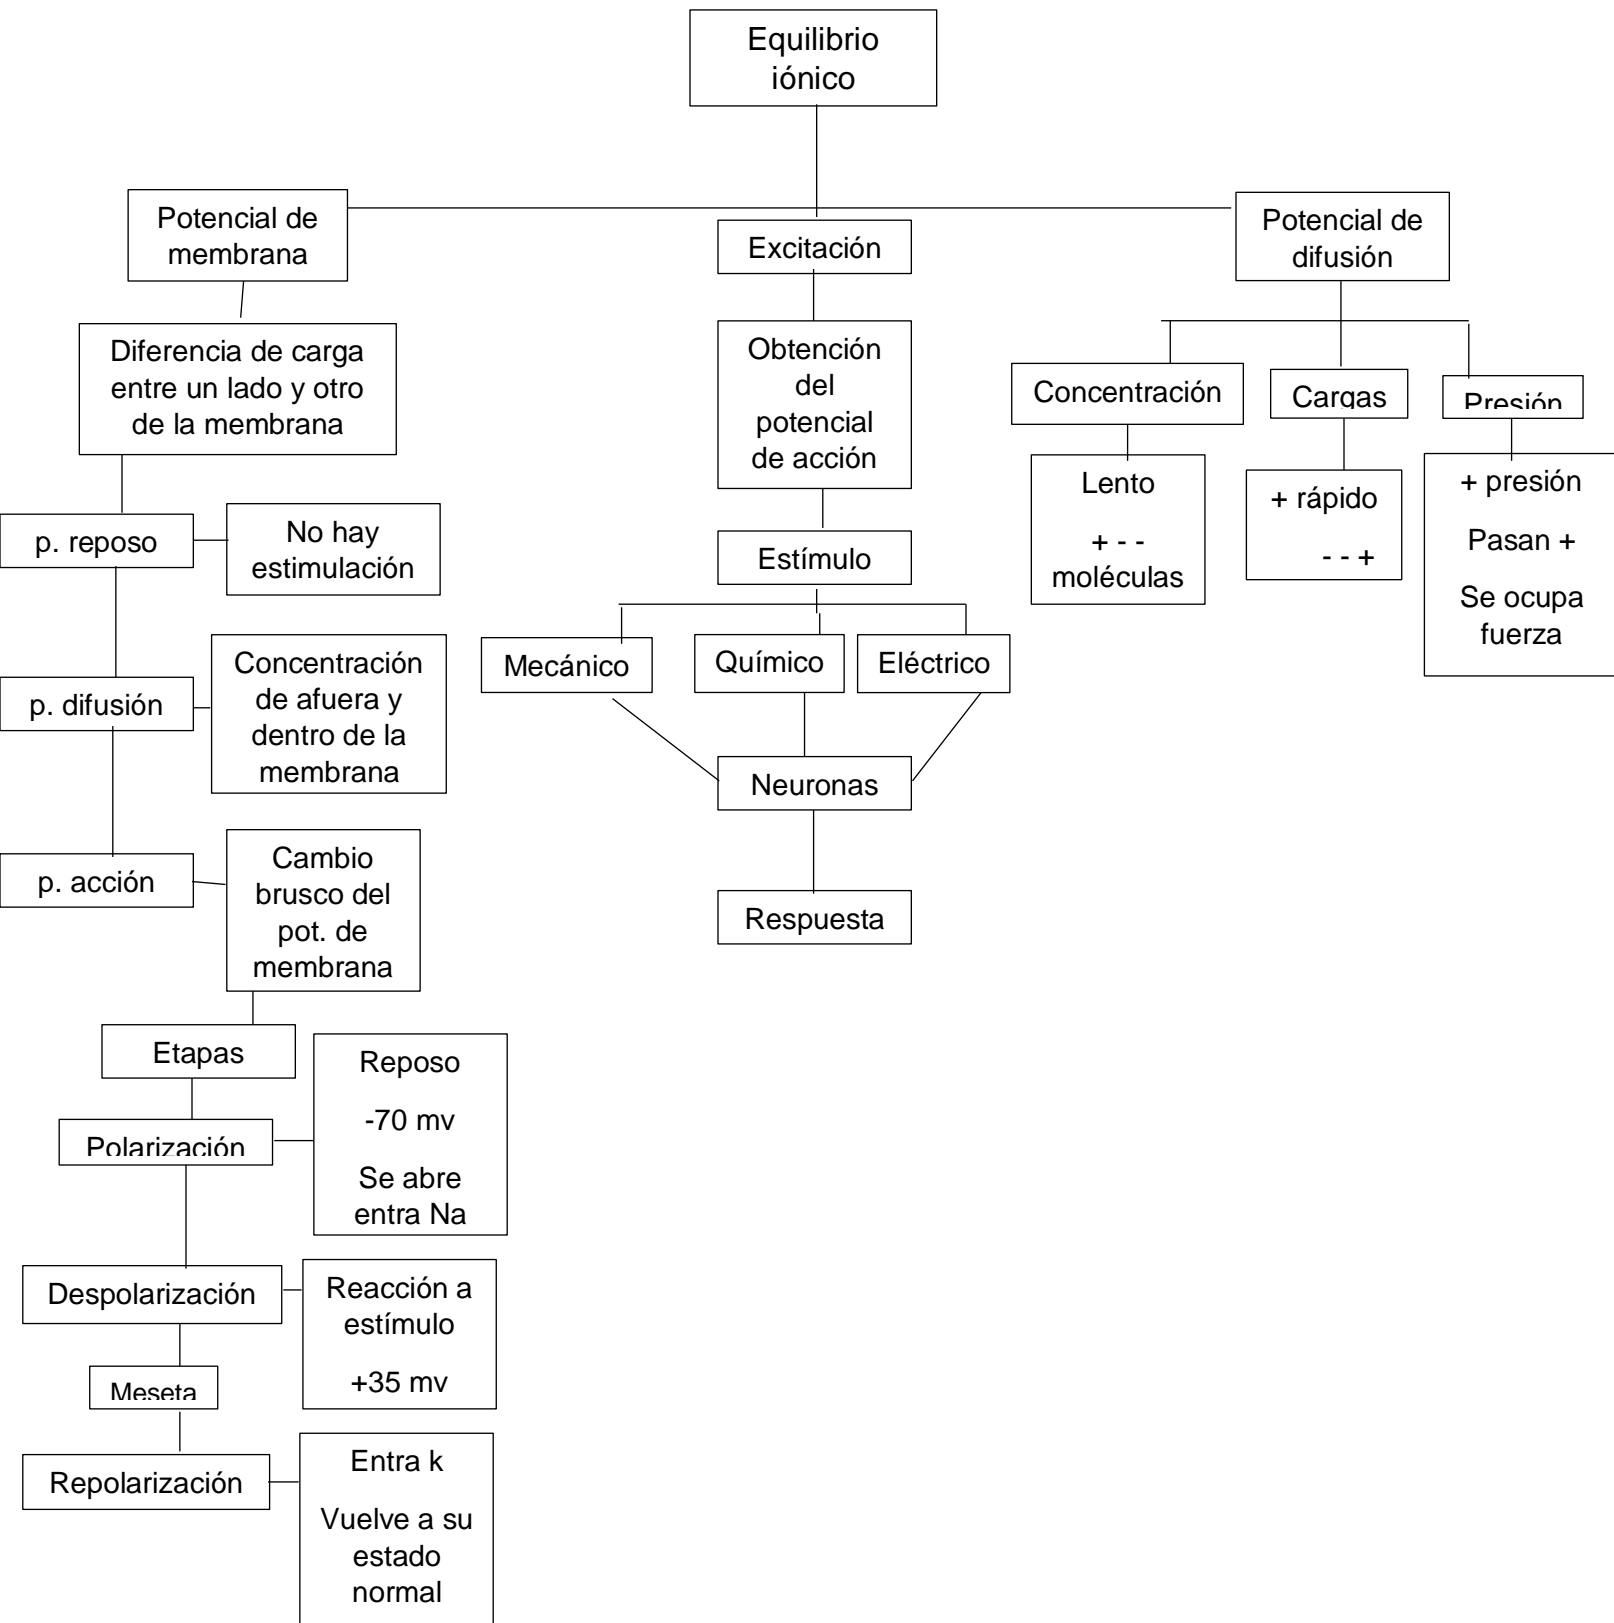 Equilibrio
iónico
Potencial de
membrana
Excitación
Potencial de
difusión
Diferencia de carga
entre un lado y otro
de la membrana
Obtención
del
potencial
de acción
Concentración
Cargas
Presión
Lento
+ - -
moléculas
+ rápido
- - +
+ presión
Pasan +
Se ocupa
fuerza
p. reposo
No hay
estimulación
Estímulo
Mecánico
Químico
Eléctrico
p. difusión
Concentración
de afuera y
dentro de la
membrana
Neuronas
p. acción
Cambio
brusco del
pot. de
membrana
Respuesta
Etapas
Polarización
Reposo
-70 mv
Se abre
entra Na
Despolarización
Reacción a
estímulo
+35 mv
Meseta
Repolarización
Entra k
Vuelve a su
estado
normal